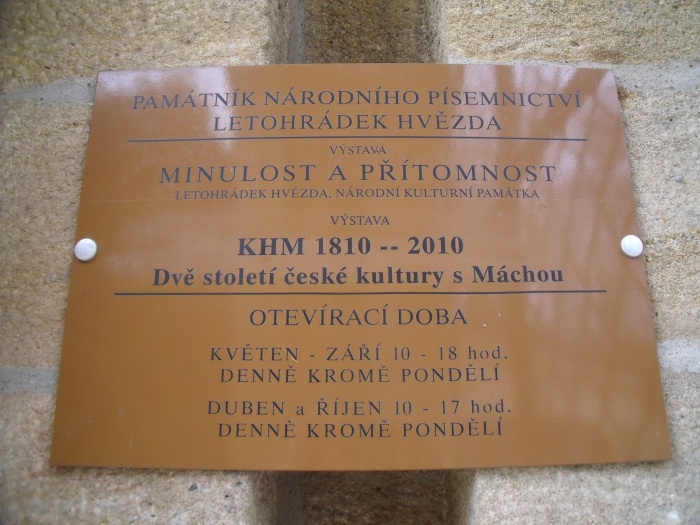 PAMÁTNÍK NÁRODNÍHO PÍSEMNICTVÍ
LETOHRÁDEK HVĚZDA
VÝSTAVA
MINULOST A PŘÍTOMNOST
LETOHRÁDEK HVĚZDA, NÁRODNÍ KULTURNÍ PAMÁTKA
VÝSTAVA
KHM 1810 -- 2010
Dvě století české kultury s Máchou
OTEVÍRACÍ DOBA
KVĚTEN - ZÁŘÍ 10 - 18 hod.
DENNĚ KROMĚ PONDĚLÍ
DUBEN a ŘÍJEN 10 - 17 hod.
DENNĚ KROMĚ PONDĚLÍ